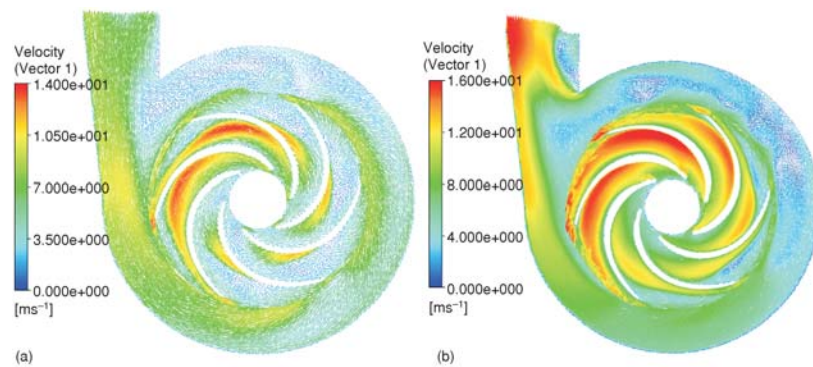 Velocity
(Vector 1)
1.400e+001
1.050e+001
7.000e+000
3.500e+000
0.000e+000
[ms⁻¹]
(a)
Velocity
(Vector 1)
1.600e+001
1.200e+001
8.000e+000
4.000e+000
0.000e+000
[ms⁻¹]
(b)